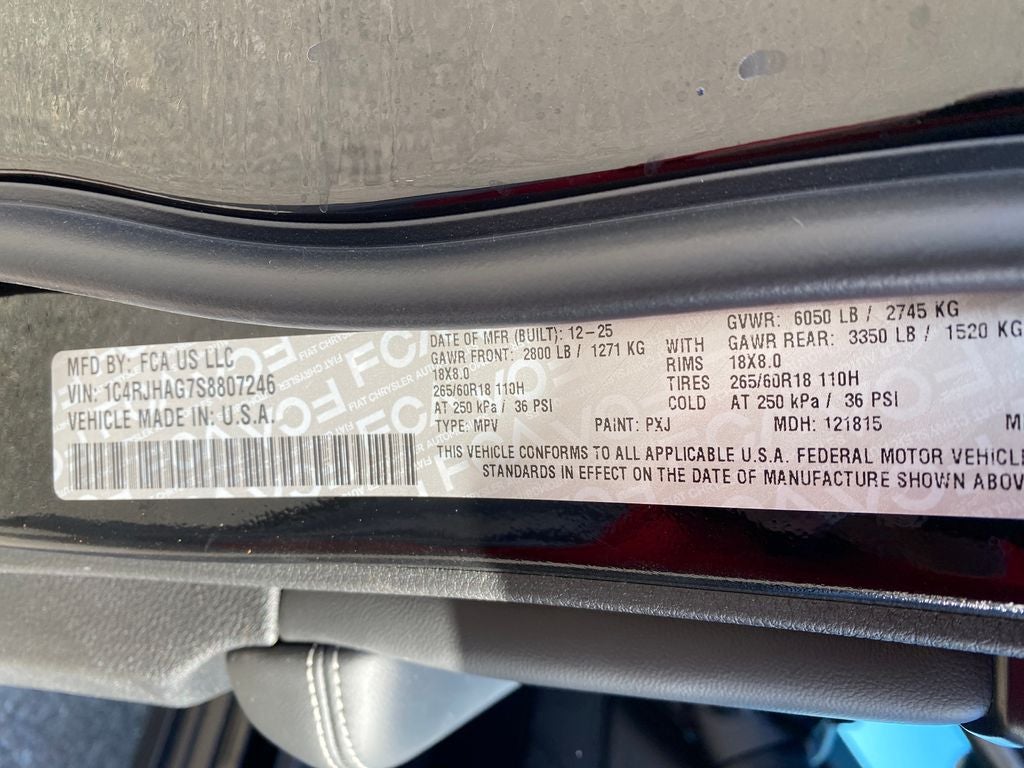 MFD BY: FCA US LLC
VIN: 1C4RJHAG7S8807246
VEHICLE MADE IN: U.S.A.
DATE OF MFR (BUILT): 12-25
GAWR FRONT: 2800 LB / 1271 KG
18X8.0
265/60R18 110H
AT 250 kPa / 36 PSI
TYPE: MPV
WITH
RIMS
TIRES
COLD
GVWR: 6050 LB / 2745 KG
GAWR REAR: 3350 LB / 1520 KG
18X8.0
265/60R18 110H
AT 250 kPa / 36 PSI
PAINT: PXJ
MDH: 121815
THIS VEHICLE CONFORMS TO ALL APPLICABLE U.S.A. FEDERAL MOTOR
STANDARDS IN EFFECT ON THE DATE OF MANUFACTURE SHOWN
FCA
FIAT CHRYSLER AUTOMOBILES